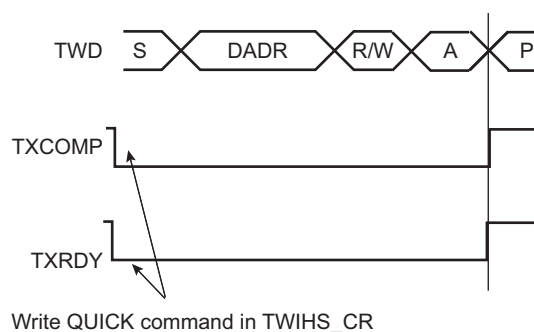 TWD S DADR R/W A P
TXCOMP
TXRDY
Write QUICK command in TWIHS_CR